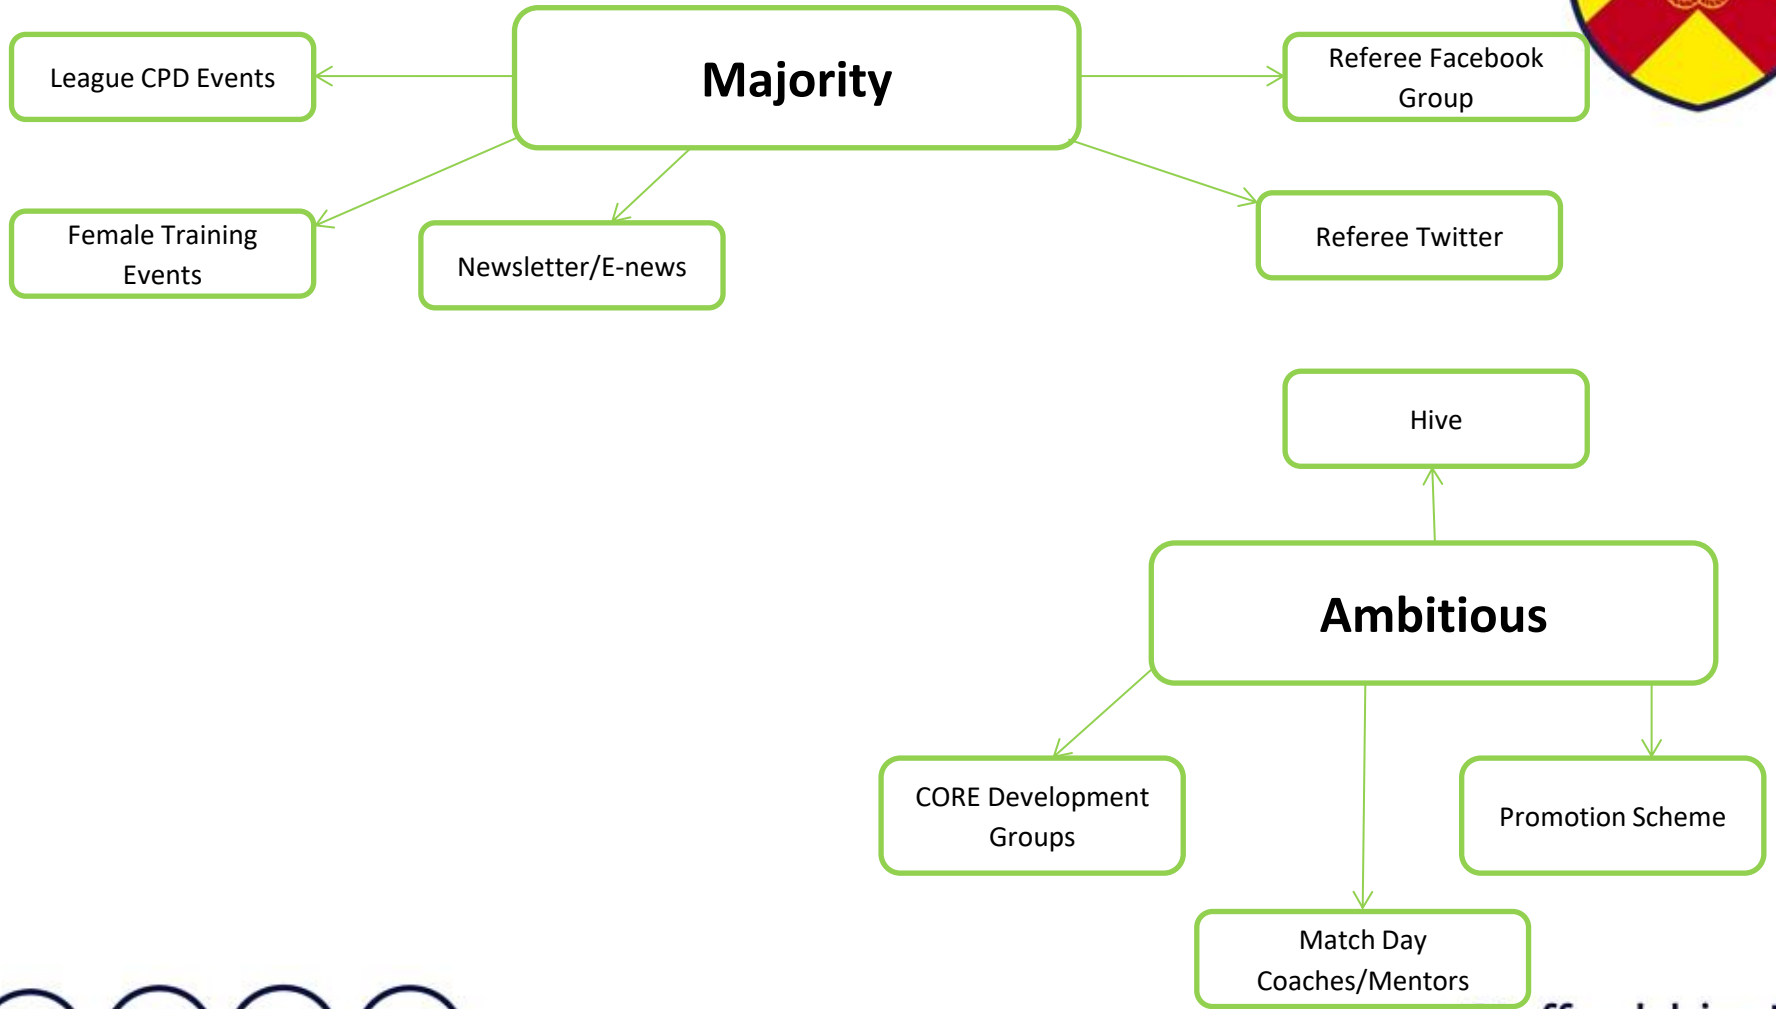 Majority
League CPD Events
Referee Facebook
Group
Female Training
Events
Newsletter/E-news
Referee Twitter
Hive
Ambitious
CORE Development
Groups
Promotion Scheme
Match Day
Coaches/Mentors